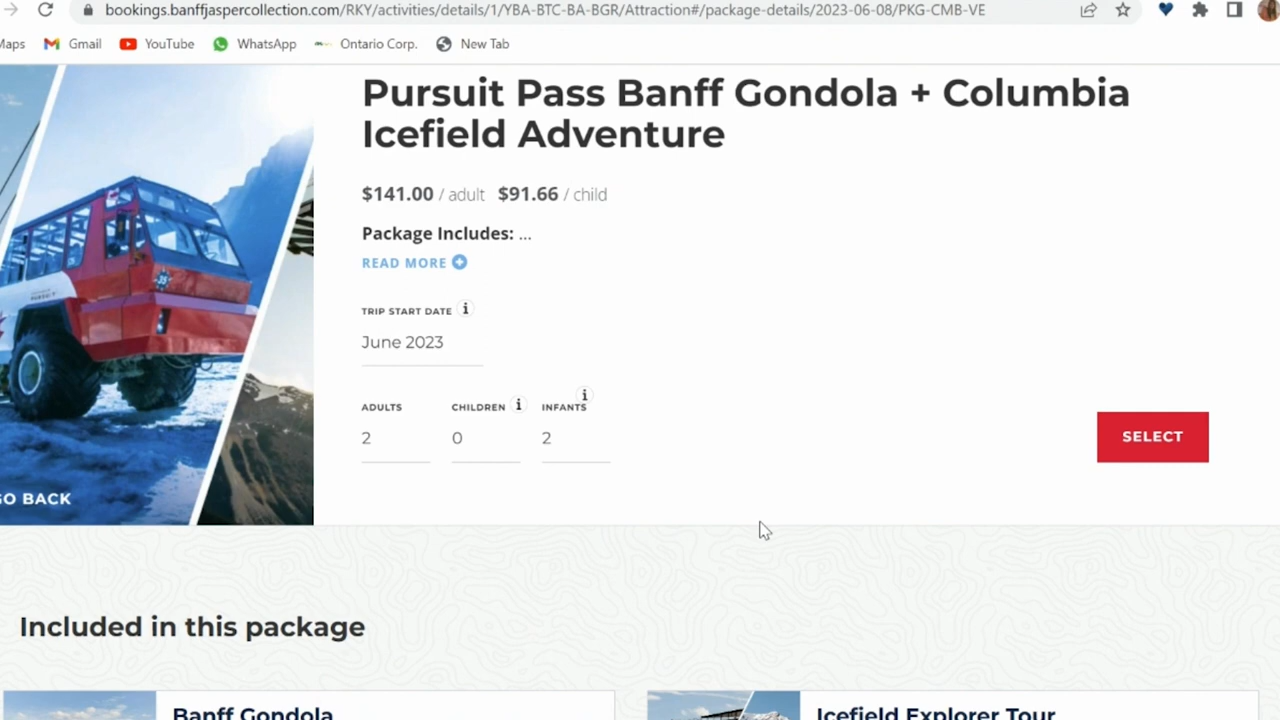 bookings.banffjaspercollection.com/RKY/activities/details/1/YBA-BTC-BA-BGR/Attraction#/package-details/2023-06-08/PKG-CMB-VE
Maps Gmail YouTube WhatsApp Ontario Corp. New Tab
Pursuit Pass Banff Gondola + Columbia
Icefield Adventure
$141.00 / adult $91.66 / child
Package Includes: ...
READ MORE
TRIP START DATE i
June 2023
ADULTS CHILDREN i INFANTS i
2 0 2
SELECT
35
PURSUIT
GO BACK
Included in this package
Banff Gondola
Icefield Explorer Tour